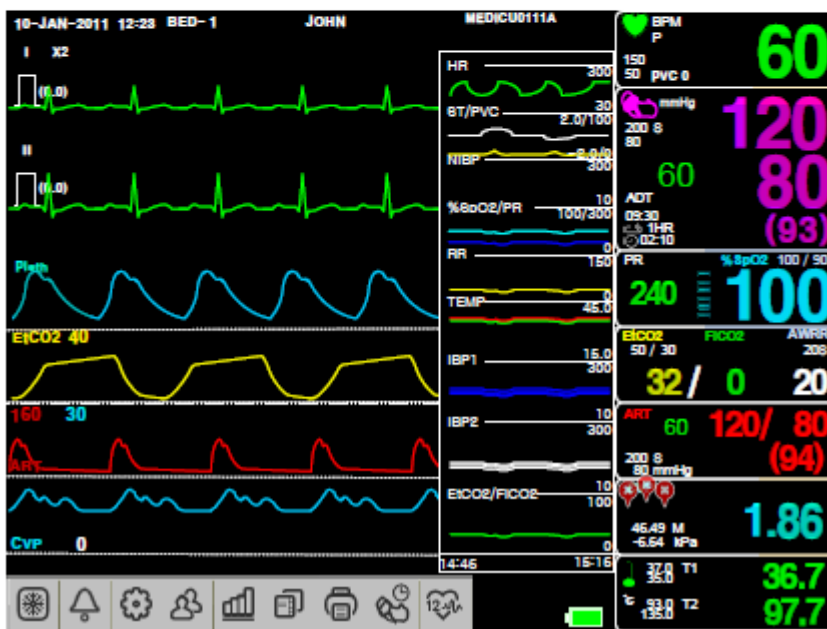 10-JAN-2011 12:23 BED-1 JOHN MEDICU0111A
I X2
II
Pleth
EtCO2 40
160 30
ART
CVP 0
HR
300
30
ST/PVC 2.0/100
-2.0/0
NIBP 300
10
%SpO2/PR 100/300
0
RR 150
0
TEMP 45.0
15.0
IBP1 300
10
IBP2 300
10
EtCO2/FICO2 100
0
14:46 15:16
BPM
P
60
150
50 PVC 0
mmHg
120
200 S
80
60
80
ADT
09:30
1HR
02:10
(93)
PR %SpO2 100 / 90
240 100
EtCO2 FICO2 AWRR
50 / 30
32 / 0 20
ART 60 120/ 80
200 S
80 mmHg
(94)
46.49 M
-6.64 kPa
1.86
37.0 T1
35.0
36.7
°C 93.0 T2
135.0
97.7
12